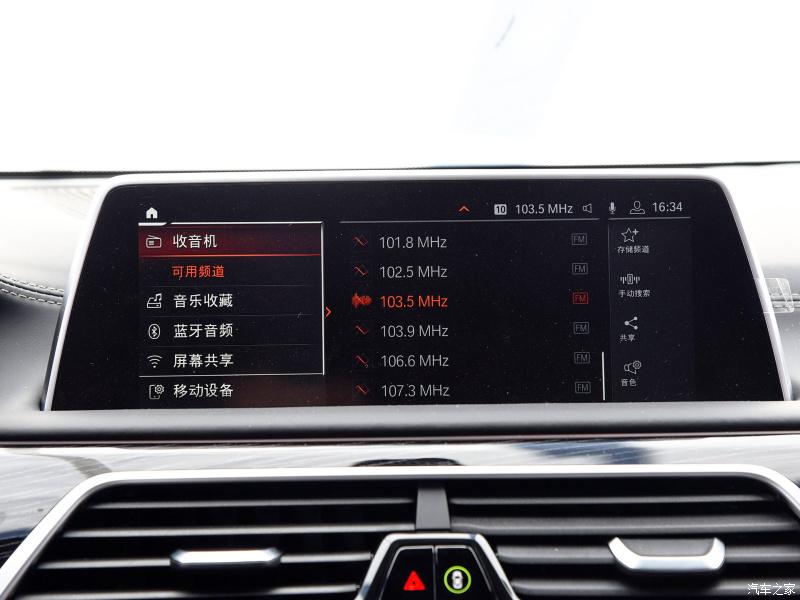 10 103.5 MHz 16:34
收音机
可用频道
音乐收藏
蓝牙音频
屏幕共享
移动设备
101.8 MHz FM
102.5 MHz FM
103.5 MHz FM
103.9 MHz FM
106.6 MHz FM
107.3 MHz FM
存储频道
手动搜索
共享
音色
汽车之家